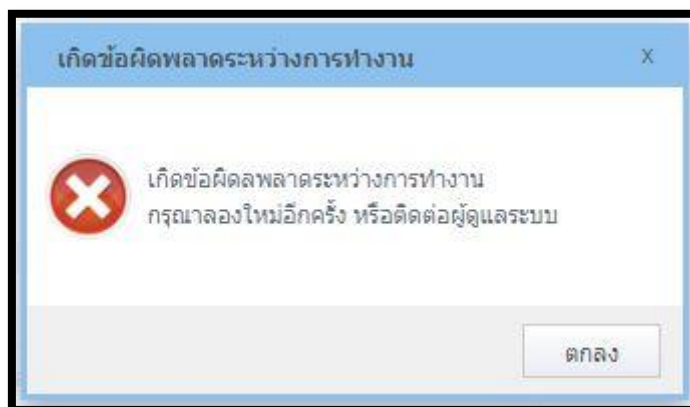 เกิดข้อผิดพลาดระหว่างการทำงาน
x
เกิดข้อผิดลพลาดระหว่างการทำงาน
กรุณาลองใหม่อีกครั้ง หรือติดต่อผู้ดูแลระบบ
ตกลง